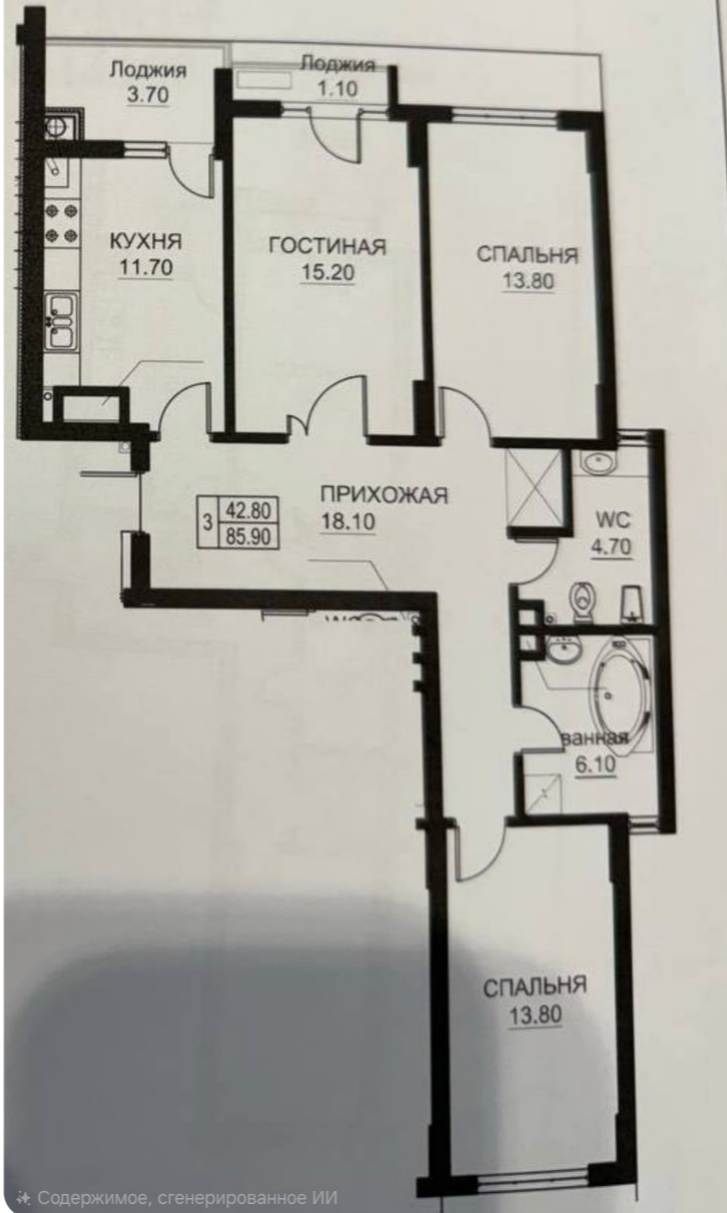 Лоджия
3.70
Лоджия
1.10
КУХНЯ
11.70
ГОСТИНАЯ
15.20
СПАЛЬНЯ
13.80
ПРИХОЖАЯ
18.10
3
42.80
85.90
WC
4.70
ванная
6.10
СПАЛЬНЯ
13.80
Содержимое, сгенерированное ИИ